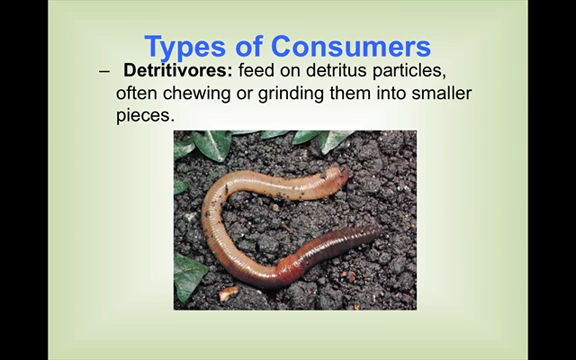 Types of Consumers
– Detritivores: feed on detritus particles,
often chewing or grinding them into smaller
pieces.